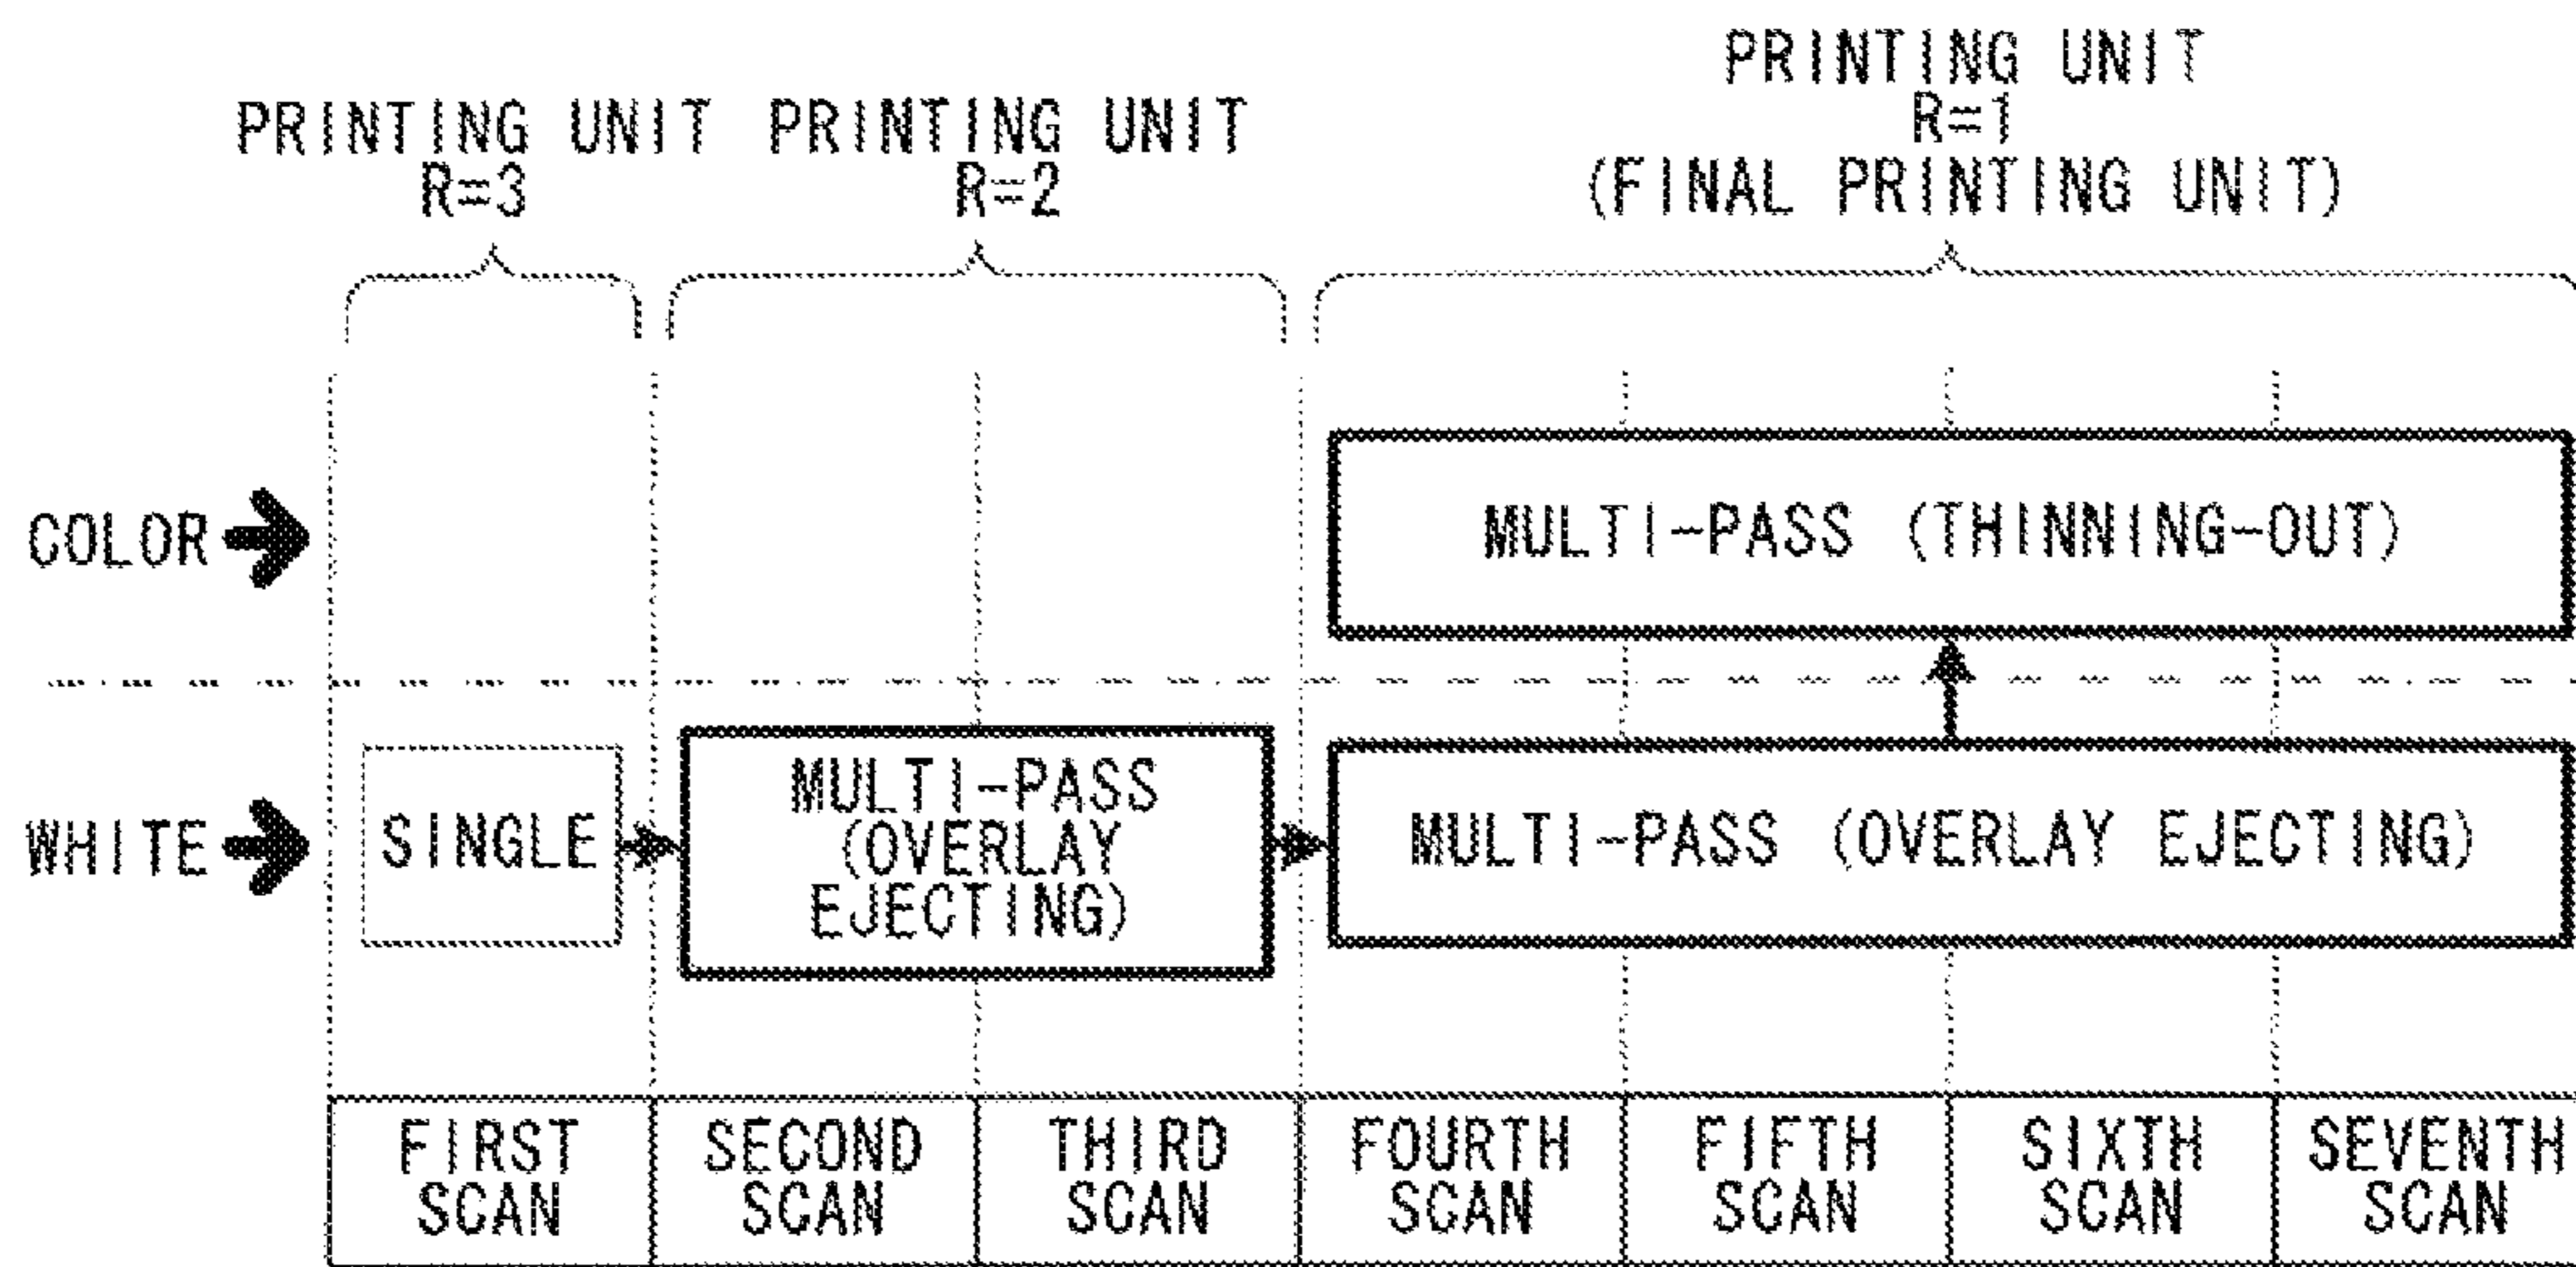 PRINTING UNIT
R=3
PRINTING UNIT
R=2
PRINTING UNIT
R=1
(FINAL PRINTING UNIT)
COLOR
MULTI-PASS (THINNING-OUT)
WHITE
SINGLE
MULTI-PASS
(OVERLAY
EJECTING)
MULTI-PASS (OVERLAY EJECTING)
FIRST
SCAN
SECOND
SCAN
THIRD
SCAN
FOURTH
SCAN
FIFTH
SCAN
SIXTH
SCAN
SEVENTH
SCAN